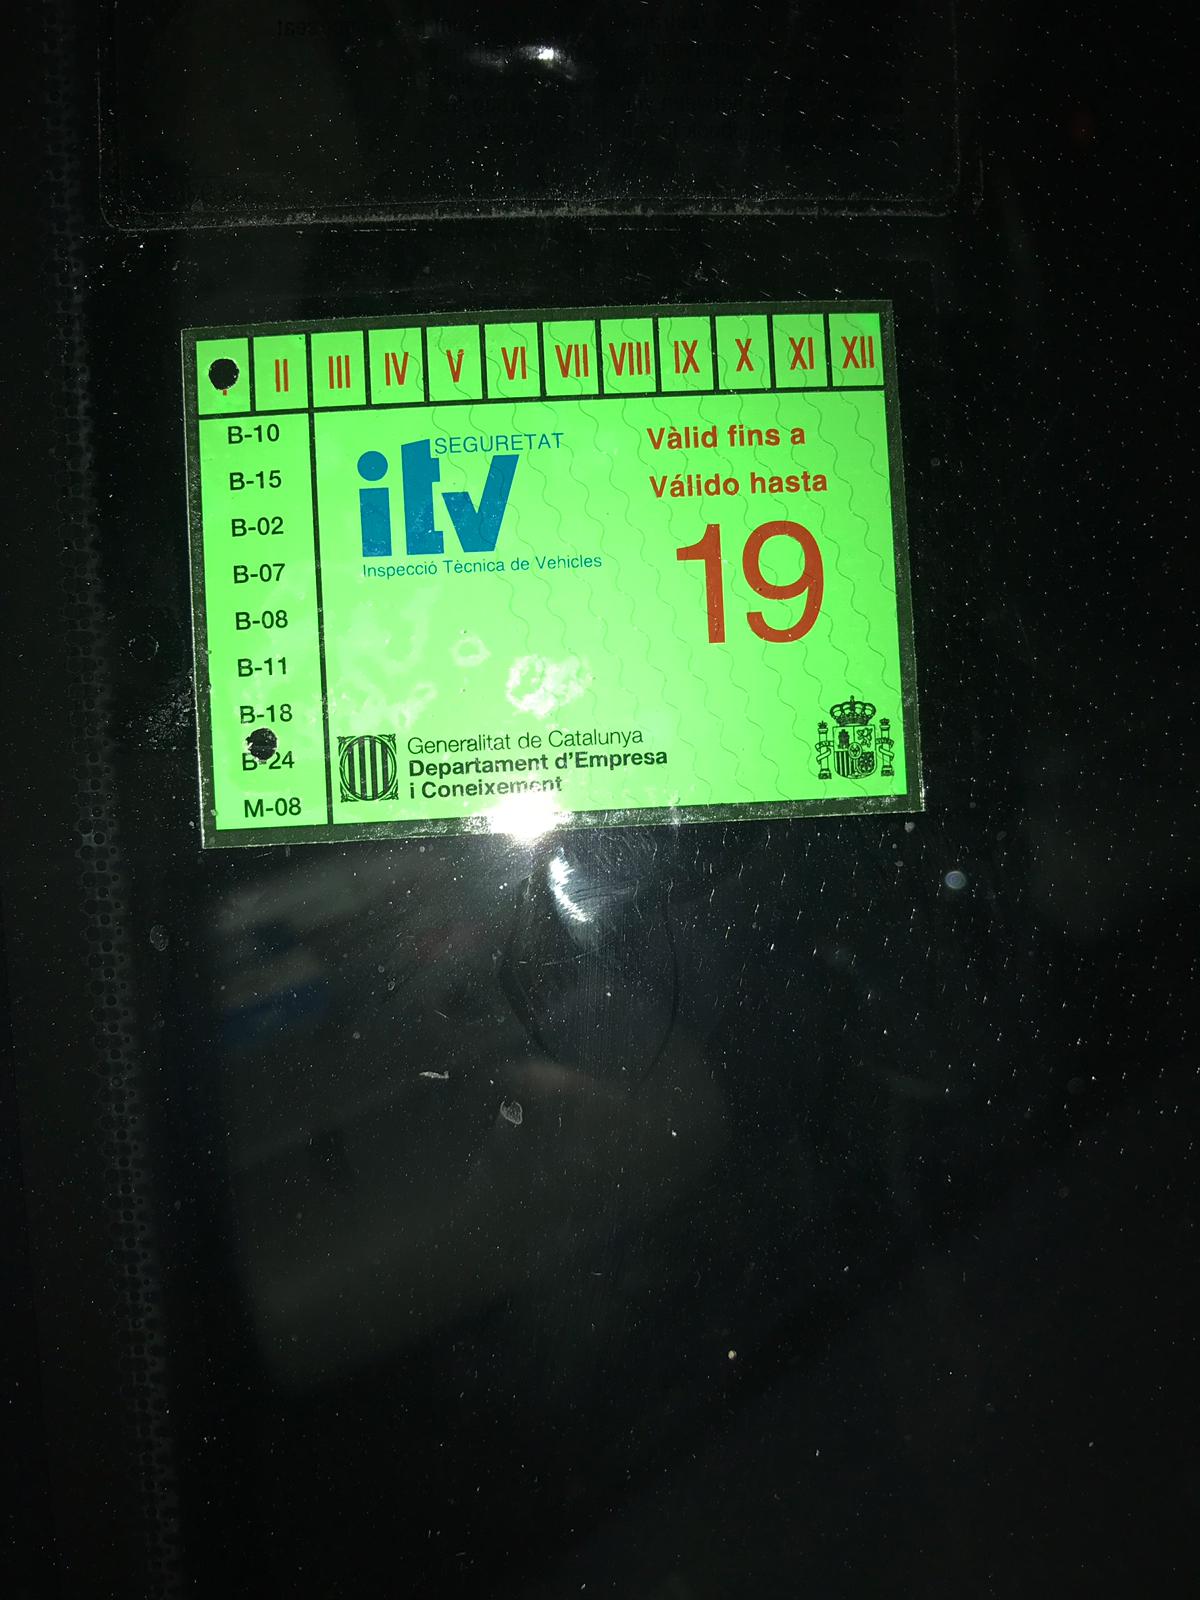 II III IV V VI VII VIII IX X XI XII
B-10
B-15
B-02
B-07
B-08
B-11
B-18
B-24
M-08
SEGURETAT
itv
Inspecció Tècnica de Vehicles
Vàlid fins a
Válido hasta
19
Generalitat de Catalunya
Departament d'Empresa
i Coneixement